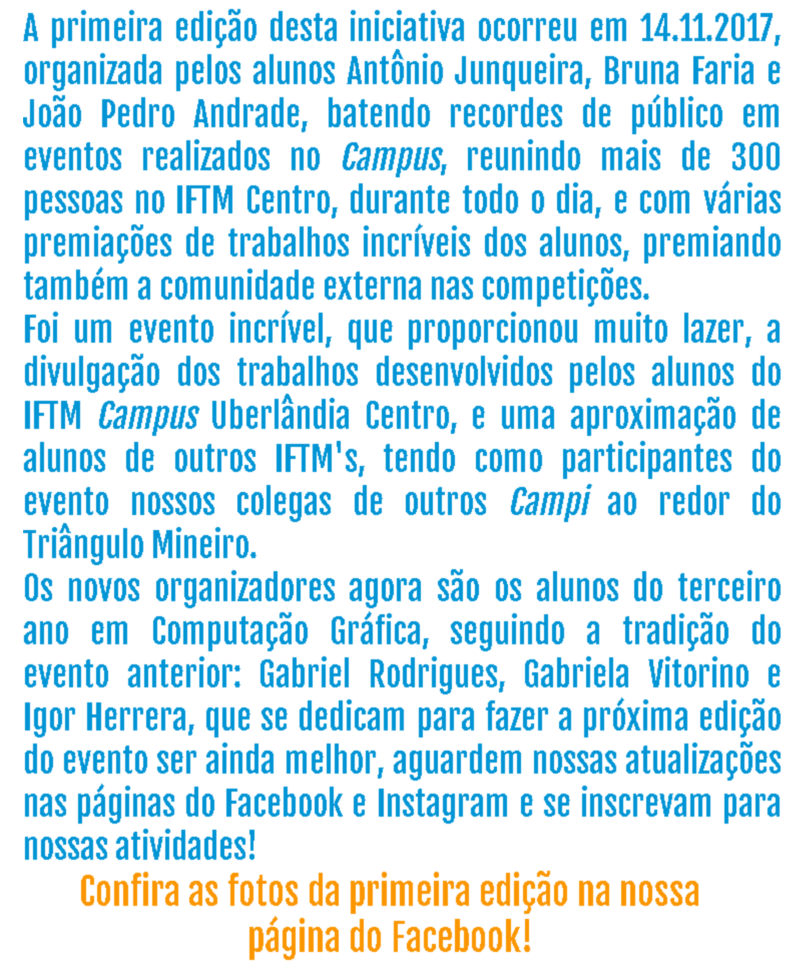 A primeira edição desta iniciativa ocorreu em 14.11.2017,
organizada pelos alunos Antônio Junqueira, Bruna Faria e
João Pedro Andrade, batendo recordes de público em
eventos realizados no Campus, reunindo mais de 300
pessoas no IFTM Centro, durante todo o dia, e com várias
premiações de trabalhos incríveis dos alunos, premiando
também a comunidade externa nas competições.
Foi um evento incrível, que proporcionou muito lazer, a
divulgação dos trabalhos desenvolvidos pelos alunos do
IFTM Campus Uberlândia Centro, e uma aproximação de
alunos de outros IFTM's, tendo como participantes do
evento nossos colegas de outros Campi ao redor do
Triângulo Mineiro.
Os novos organizadores agora são os alunos do terceiro
ano em Computação Gráfica, seguindo a tradição do
evento anterior: Gabriel Rodrigues, Gabriela Vitorino e
Igor Herrera, que se dedicam para fazer a próxima edição
do evento ser ainda melhor, aguardem nossas atualizações
nas páginas do Facebook e Instagram e se inscrevam para
nossas atividades!
Confira as fotos da primeira edição na nossa
página do Facebook!